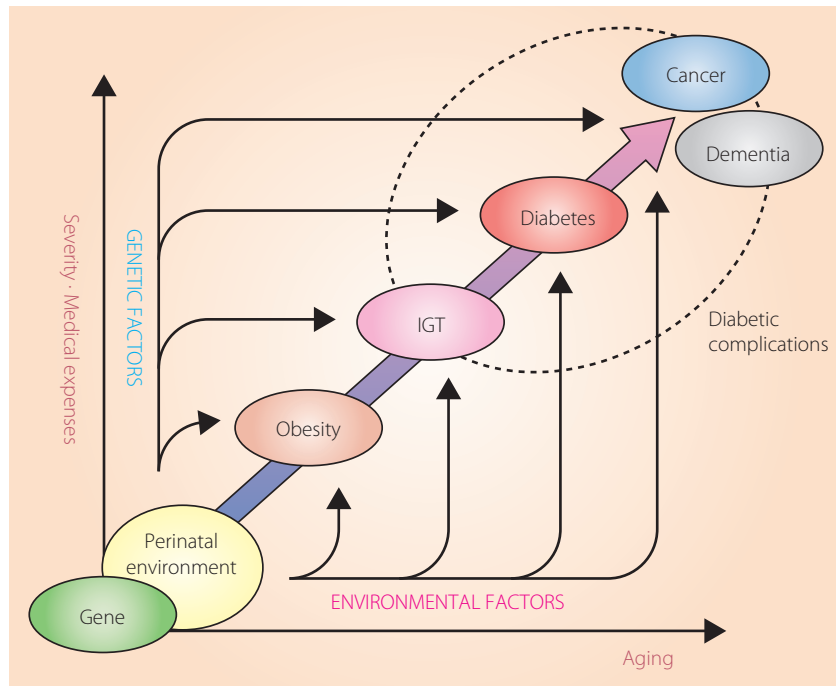 Cancer
Dementia
Diabetes
Severity · Medical expenses
GENETIC FACTORS
IGT
Diabetic
complications
Obesity
Perinatal
environment
ENVIRONMENTAL FACTORS
Gene
Aging